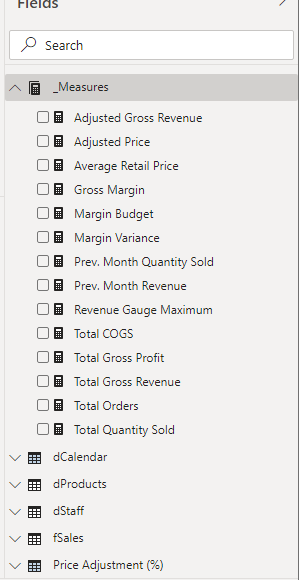 Fields
Search
_Measures
Adjusted Gross Revenue
Adjusted Price
Average Retail Price
Gross Margin
Margin Budget
Margin Variance
Prev. Month Quantity Sold
Prev. Month Revenue
Revenue Gauge Maximum
Total COGS
Total Gross Profit
Total Gross Revenue
Total Orders
Total Quantity Sold
dCalendar
dProducts
dStaff
fSales
Price Adjustment (%)